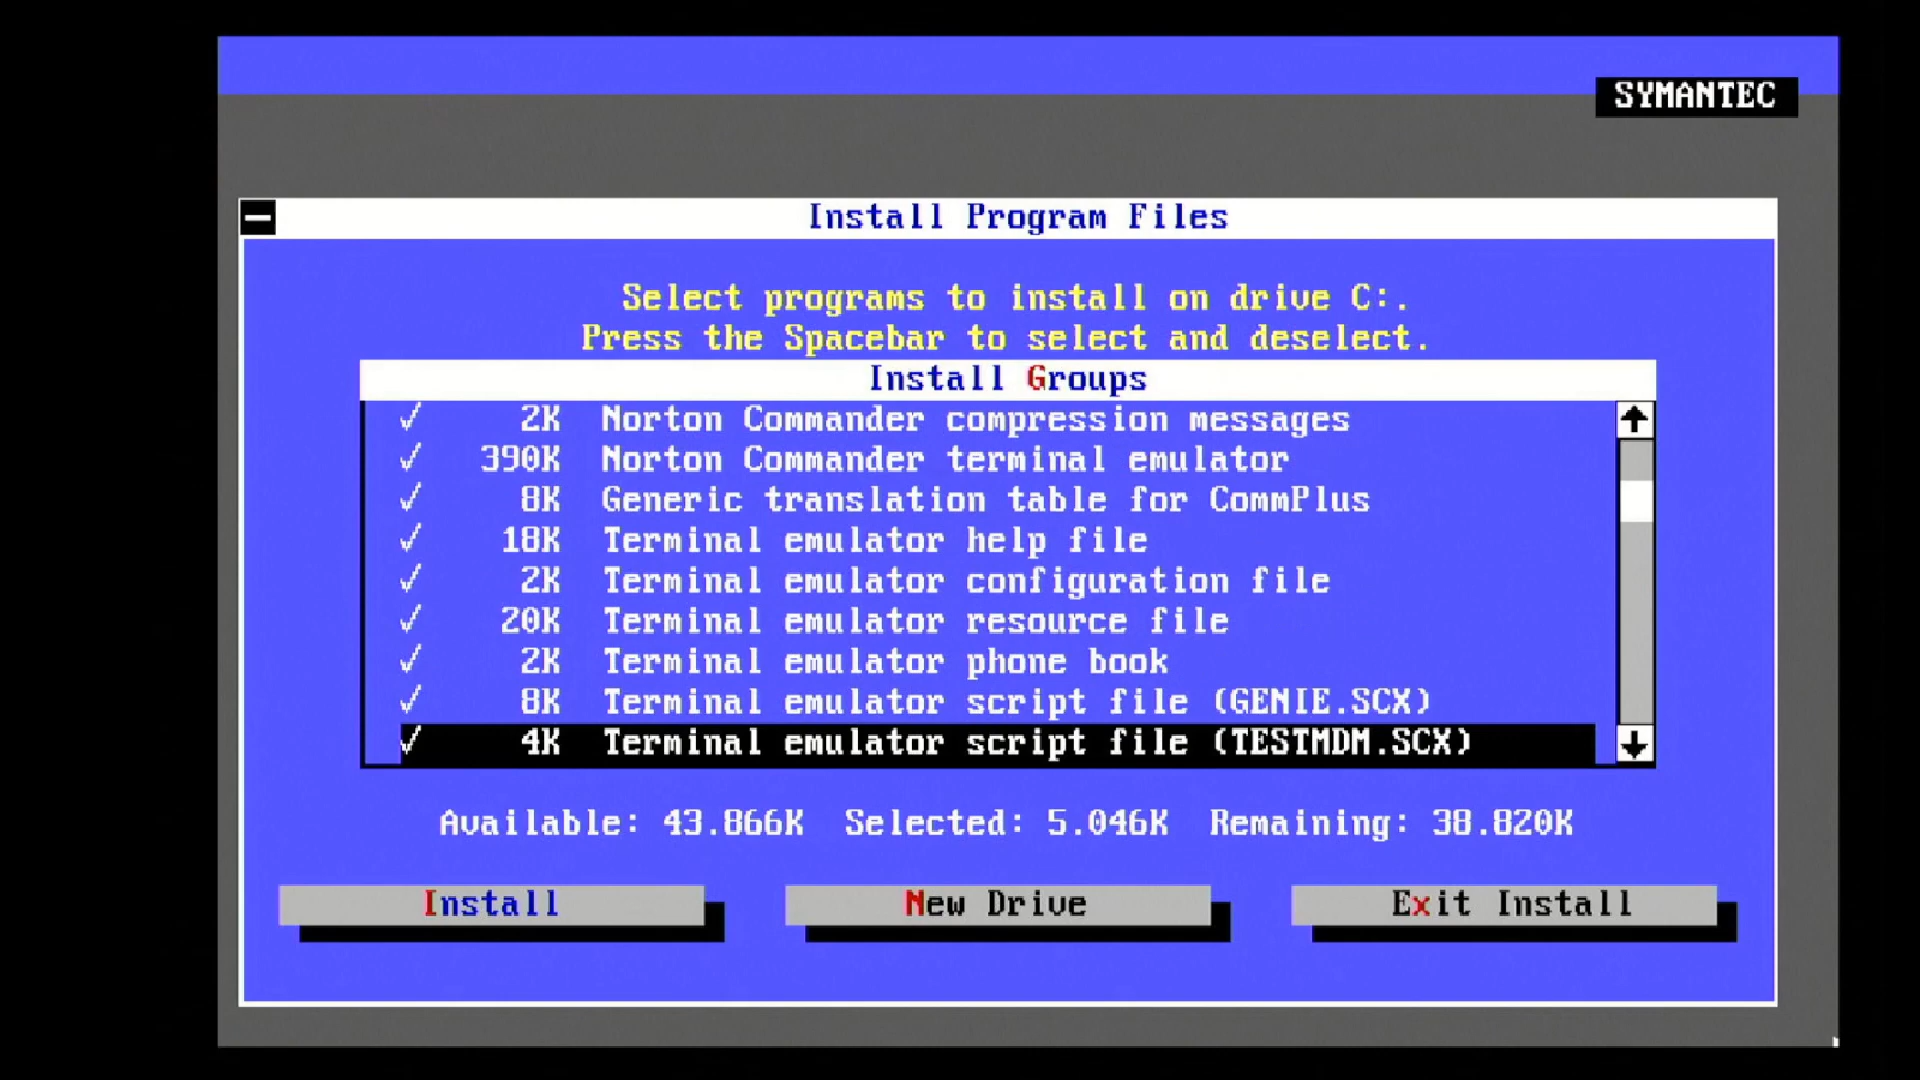 SYMANTEC
Install Program Files
Select programs to install on drive C:.
Press the Spacebar to select and deselect.
Install Groups
✓ 2K Norton Commander compression messages
✓ 390K Norton Commander terminal emulator
✓ 8K Generic translation table for CommPlus
✓ 18K Terminal emulator help file
✓ 2K Terminal emulator configuration file
✓ 20K Terminal emulator resource file
✓ 2K Terminal emulator phone book
✓ 8K Terminal emulator script file (GENIE.SCX)
✓ 4K Terminal emulator script file (TESTMDM.SCX)
Available: 43.866K Selected: 5.046K Remaining: 38.820K
Install New Drive Exit Install